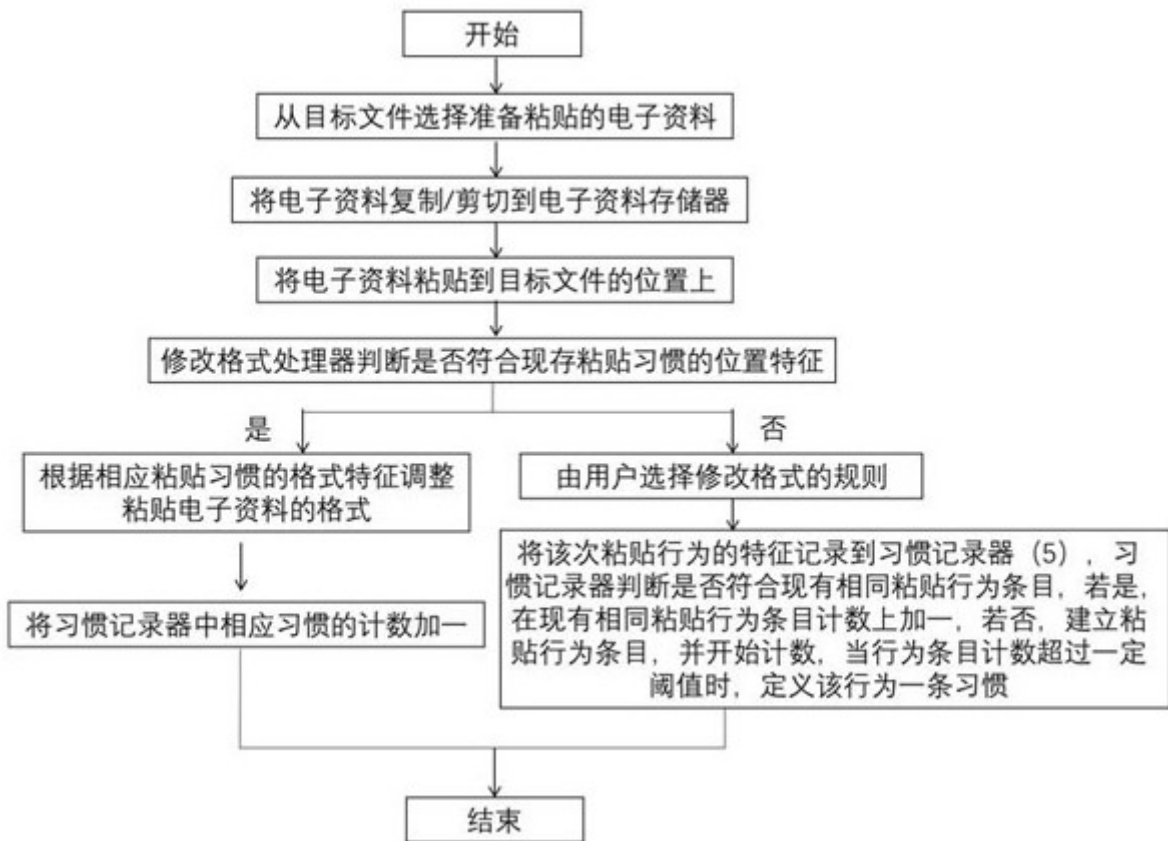 开始
从目标文件选择准备粘贴的电子资料
将电子资料复制/剪切到电子资料存储器
将电子资料粘贴到目标文件的位置上
修改格式处理器判断是否符合现存粘贴习惯的位置特征
是
否
根据相应粘贴习惯的格式特征调整
粘贴电子资料的格式
由用户选择修改格式的规则
将习惯记录器中相应习惯的计数加一
将该次粘贴行为的特征记录到习惯记录器（5），习
惯记录器判断是否符合现有相同粘贴行为条目，若是，
在现有相同粘贴行为条目计数上加一，若否，建立粘
贴行为条目，并开始计数，当行为条目计数超过一定
阈值时，定义该行为一条习惯
结束